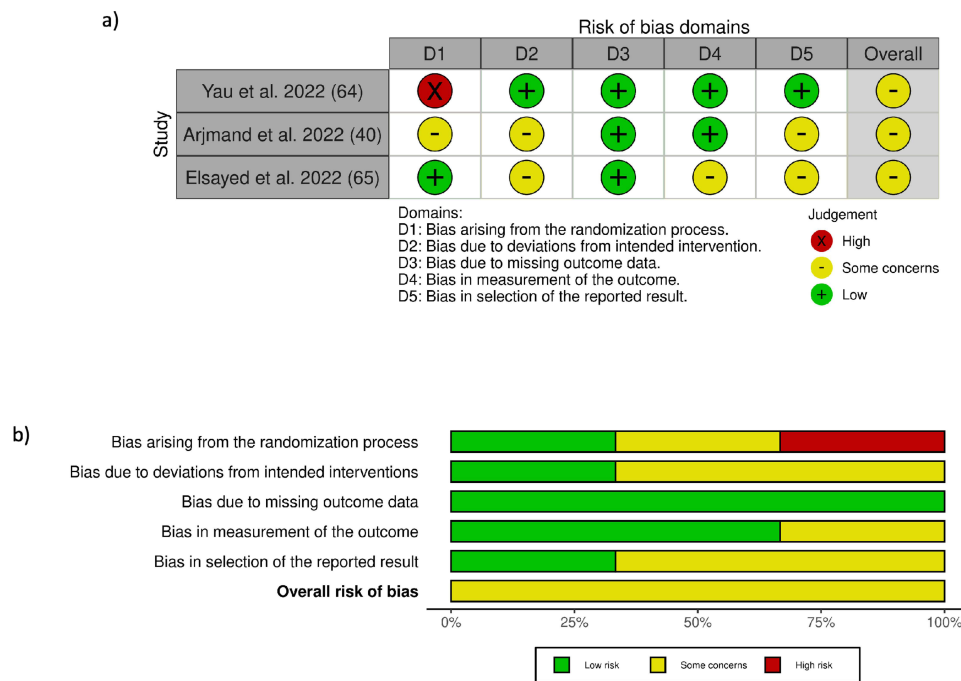 a)
Risk of bias domains
D1 D2 D3 D4 D5 Overall
Study
Yau et al. 2022 (64) X + + + + -
Arjmand et al. 2022 (40) - - + + - -
Elsayed et al. 2022 (65) + - + - - -
Domains:
D1: Bias arising from the randomization process.
D2: Bias due to deviations from intended intervention.
D3: Bias due to missing outcome data.
D4: Bias in measurement of the outcome.
D5: Bias in selection of the reported result.
Judgement
X High
- Some concerns
+ Low
b)
Bias arising from the randomization process
Bias due to deviations from intended interventions
Bias due to missing outcome data
Bias in measurement of the outcome
Bias in selection of the reported result
Overall risk of bias
0% 25% 50% 75% 100%
Low risk Some concerns High risk